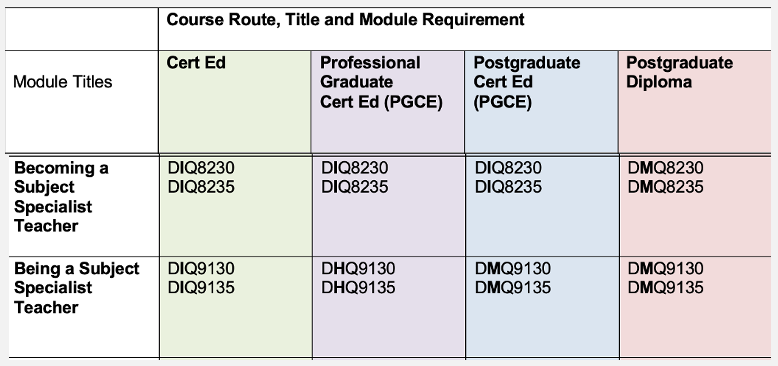 Course Route, Title and Module Requirement
Module Titles
Cert Ed
Professional
Graduate
Cert Ed (PGCE)
Postgraduate
Cert Ed
(PGCE)
Postgraduate
Diploma
Becoming a
Subject
Specialist
Teacher
DIQ8230
DIQ8235
DIQ8230
DIQ8235
DIQ8230
DIQ8235
DMQ8230
DMQ8235
Being a Subject
Specialist
Teacher
DIQ9130
DIQ9135
DHQ9130
DHQ9135
DMQ9130
DMQ9135
DMQ9130
DMQ9135